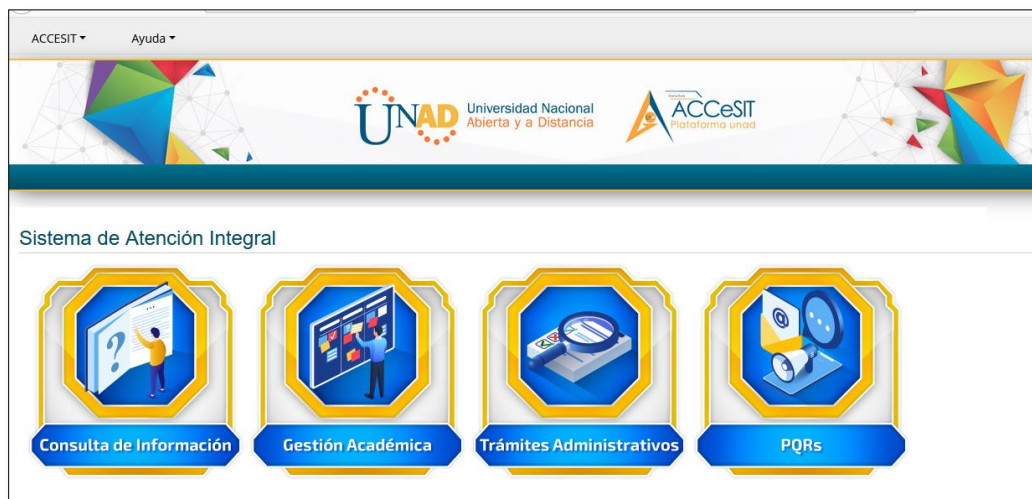 ACCESIT
Ayuda
UNAD
Universidad Nacional
Abierta y a Distancia
ACCeSIT
Plataforma unad
Sistema de Atención Integral
Consulta de Información
Gestión Académica
Trámites Administrativos
PQRs